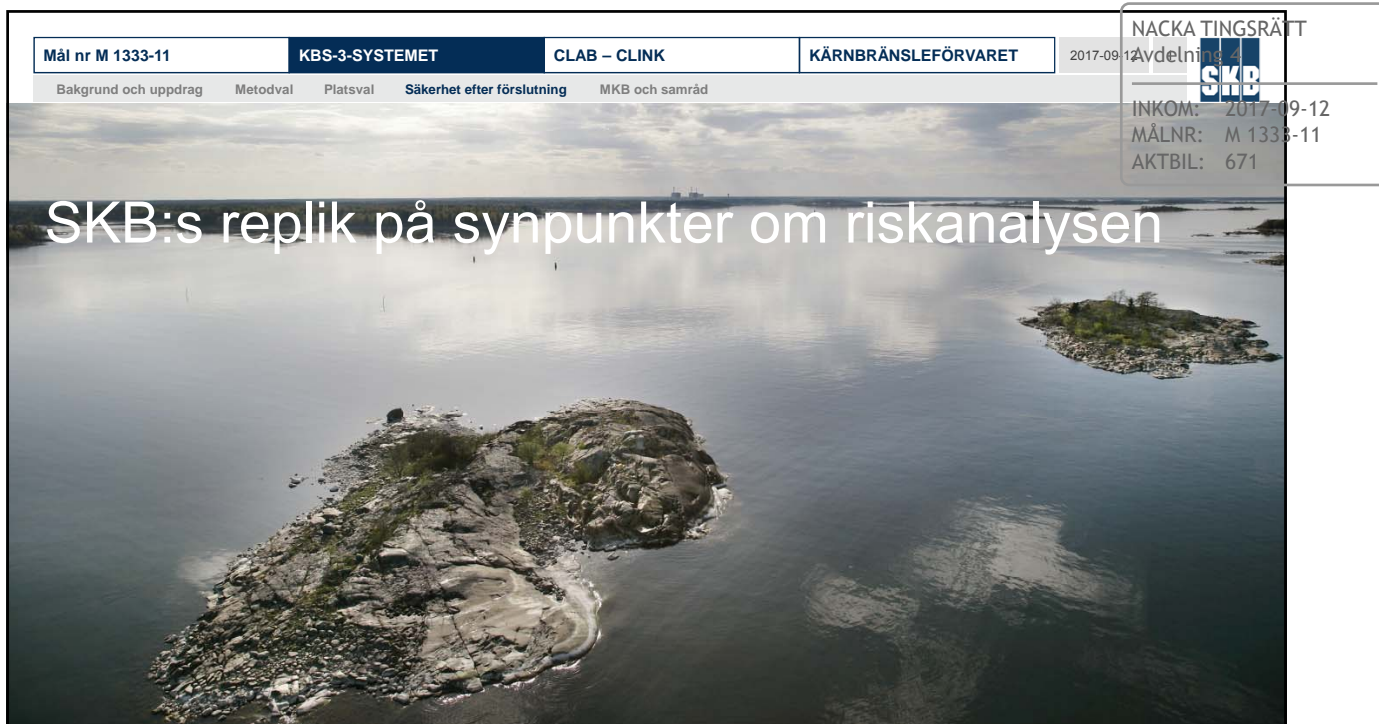 Mål nr M 1333-11
KBS-3-SYSTEMET
CLAB – CLINK
KÄRNBRÄNSLEFÖRVARET
2017-09-12
1
SKB
Bakgrund och uppdrag
Metodval
Platsval
Säkerhet efter förslutning
MKB och samråd
NACKA TINGSRÄTT
Avdelning 4
INKOM: 2017-09-12
MÅLNR: M 1333-11
AKTBIL: 671
SKB:s replik på synpunkter om riskanalysen